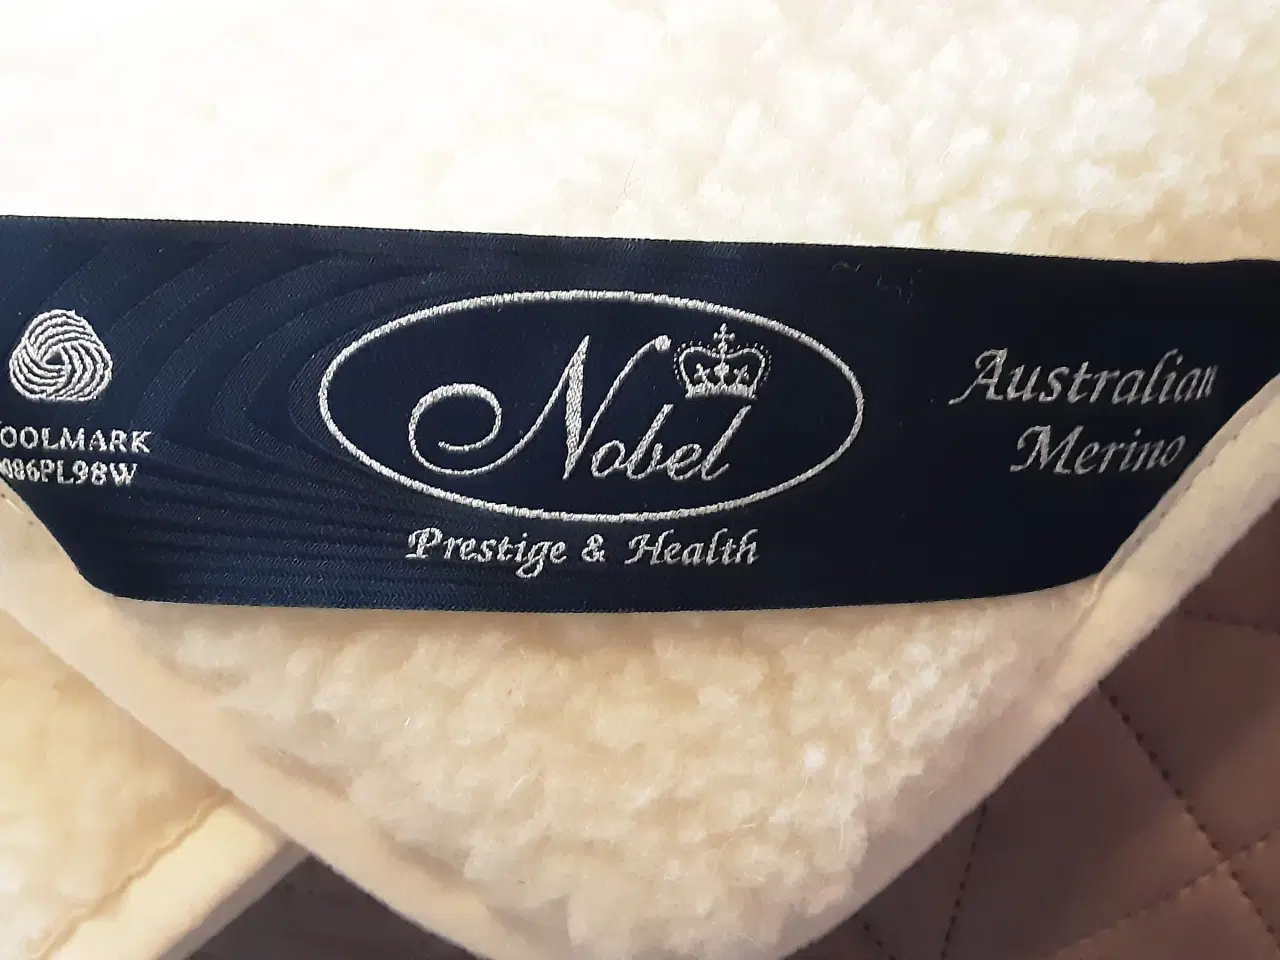 OOLMARK
086PL98W
Nobel
Prestige & Health
Australian
Merino